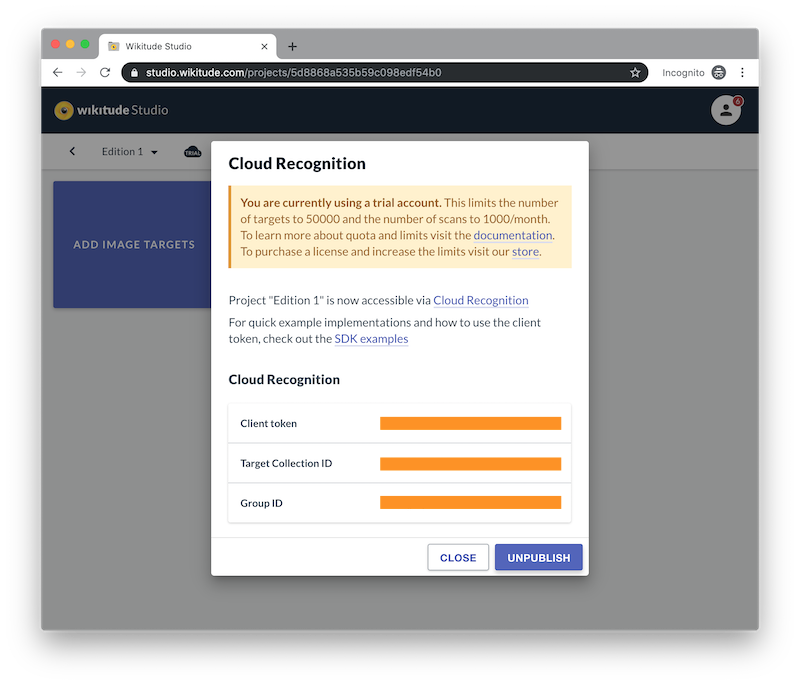 Wikitude Studio
studio.wikitude.com/projects/5d8868a535b59c098edf54b0
Incognito
wikitude Studio
6
Edition 1
TRIAL
ADD IMAGE TARGETS
Cloud Recognition
You are currently using a trial account. This limits the number
of targets to 50000 and the number of scans to 1000/month.
To learn more about quota and limits visit the documentation.
To purchase a license and increase the limits visit our store.
Project "Edition 1" is now accessible via Cloud Recognition
For quick example implementations and how to use the client
token, check out the SDK examples
Cloud Recognition
Client token
Target Collection ID
Group ID
CLOSE
UNPUBLISH